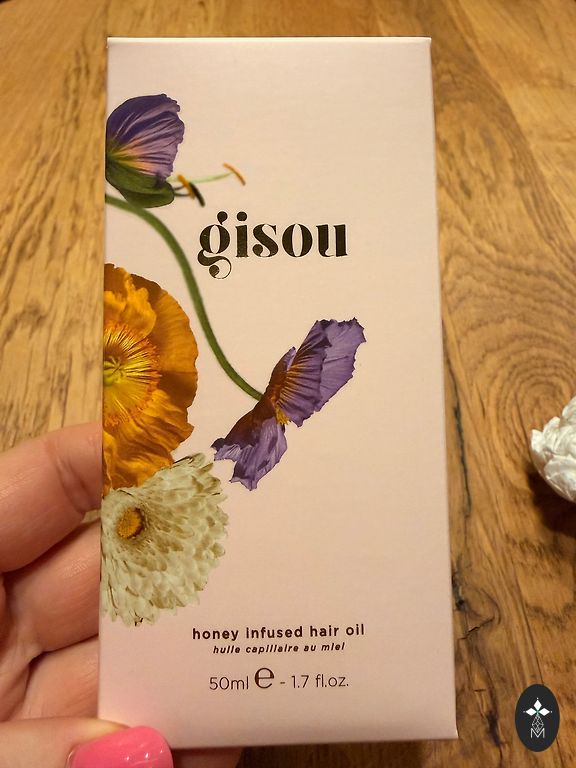 gisou
honey infused hair oil
huile capillaire au miel
50ml e - 1.7 fl.oz.